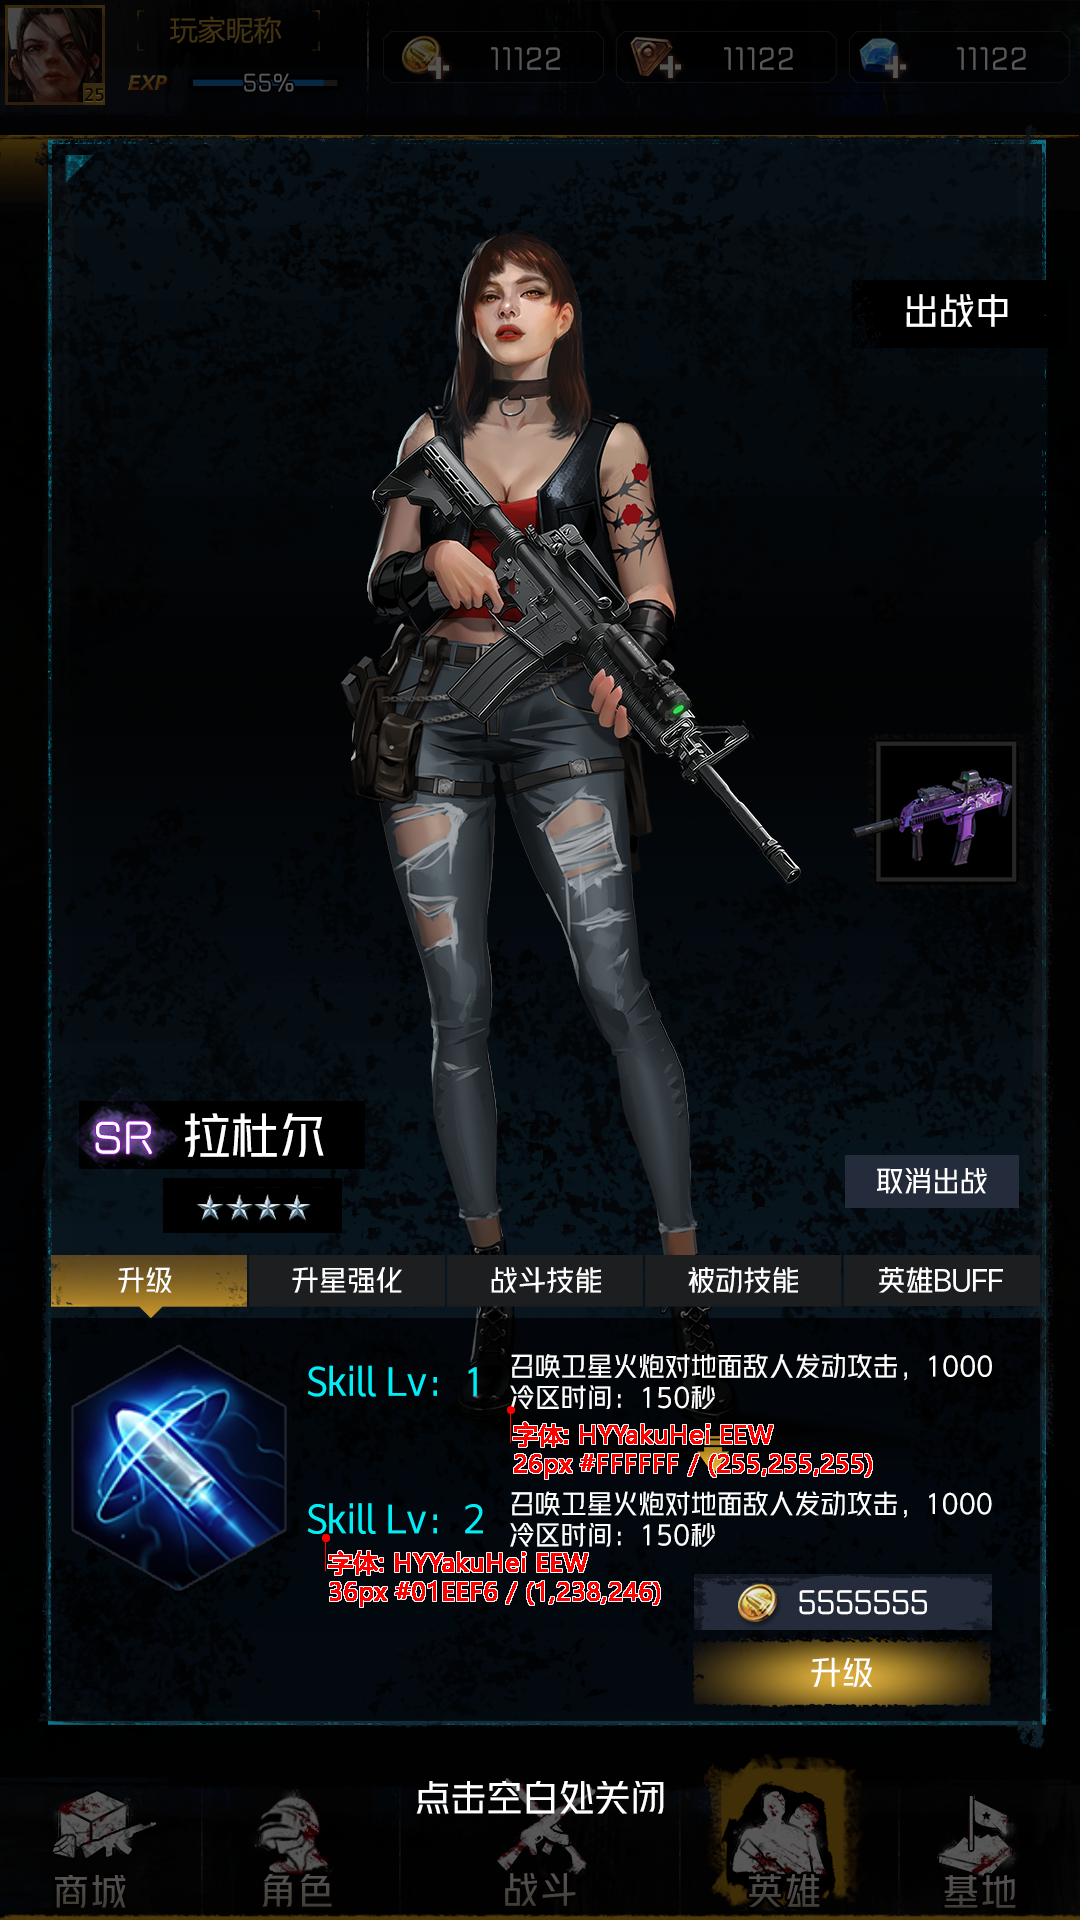 玩家昵称
25
EXP
55%
11122
11122
11122
出战中
SR 拉杜尔
取消出战
升级
升星强化
战斗技能
被动技能
英雄BUFF
Skill Lv： 1
召唤卫星火炮对地面敌人发动攻击，1000
冷区时间：150秒
字体: HYYakuHei EEW
26px #FFFFFF / (255,255,255)
Skill Lv： 2
召唤卫星火炮对地面敌人发动攻击，1000
冷区时间：150秒
字体: HYYakuHei EEW
36px #01EEF6 / (1,238,246)
5555555
升级
点击空白处关闭
商城
角色
战斗
英雄
基地